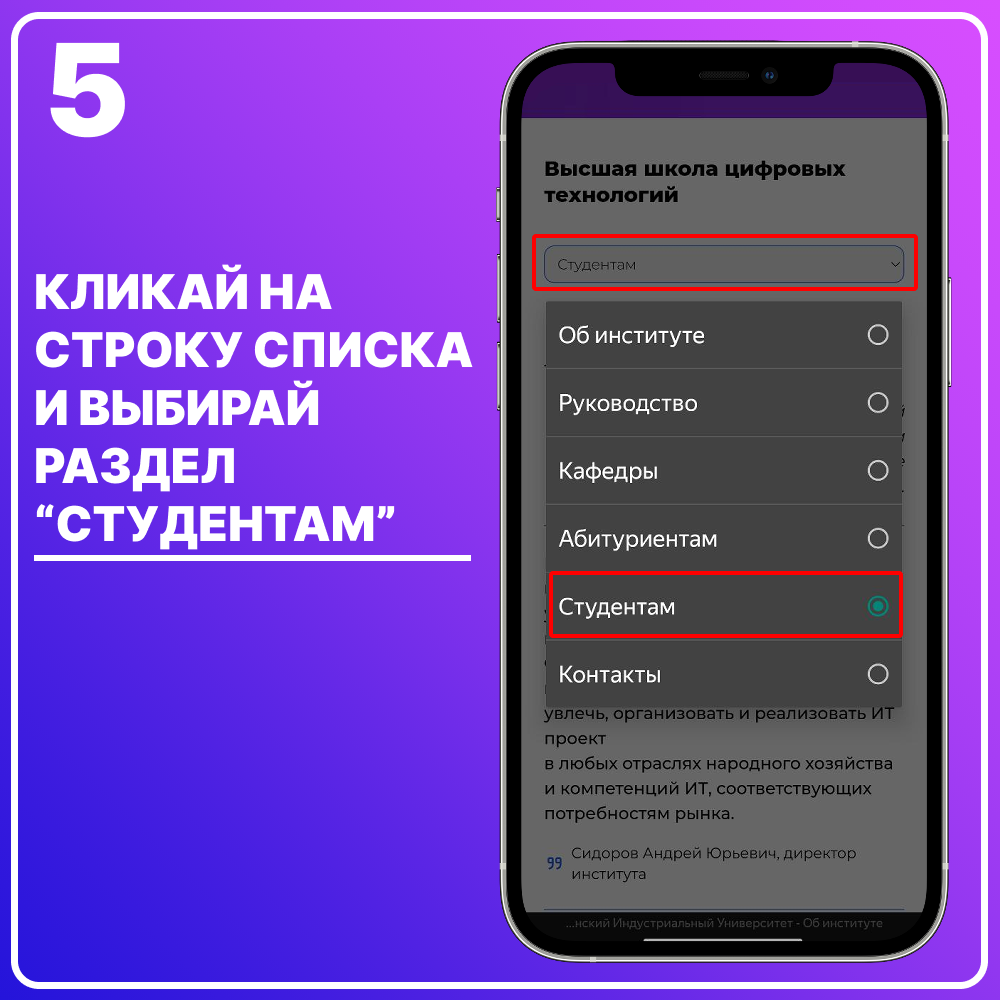 5
КЛИКАЙ НА
СТРОКУ СПИСКА
И ВЫБИРАЙ
РАЗДЕЛ
“СТУДЕНТАМ”
Высшая школа цифровых
технологий
Студентам
Об институте
Руководство
Кафедры
Абитуриентам
Студентам
Контакты
увлечь, организовать и реализовать ИТ
проект
в любых отраслях народного хозяйства
и компетенций ИТ, соответствующих
потребностям рынка.
Сидоров Андрей Юрьевич, директор
института
...нский Индустриальный Университет - Об институте